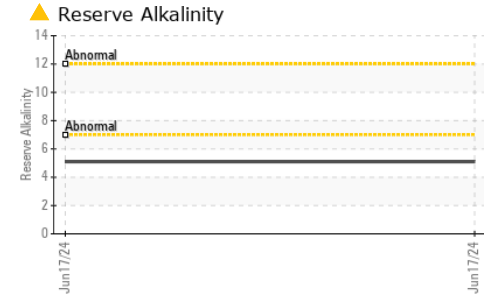 Reserve Alkalinity
14
Abnormal
12
10
Abnormal
8
6
4
2
0
Reserve Alkalinity
Jun17/24
Jun17/24